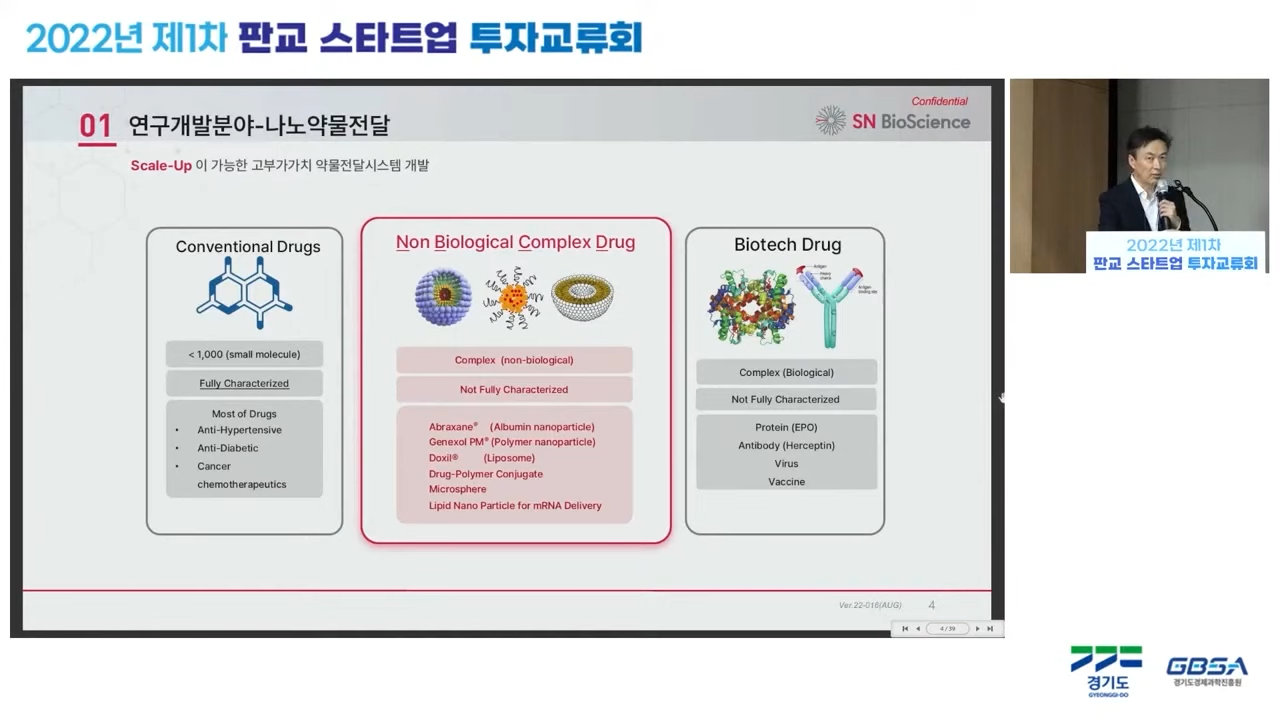 2022년 제1차 판교 스타트업 투자교류회
Confidential
01 연구개발분야-나노약물전달
SN BioScience
Scale-Up 이 가능한 고부가가치 약물전달시스템 개발
Conventional Drugs
< 1,000 (small molecule)
Fully Characterized
Most of Drugs
• Anti-Hypertensive
• Anti-Diabetic
• Cancer
chemotherapeutics
Non Biological Complex Drug
Complex (non-biological)
Not Fully Characterized
Abraxane® (Albumin nanoparticle)
Genexol PM® (Polymer nanoparticle)
Doxil® (Liposome)
Drug-Polymer Conjugate
Microsphere
Lipid Nano Particle for mRNA Delivery
Biotech Drug
Antigen
Heavy
chains
Antigen
binding site
Complex (Biological)
Not Fully Characterized
Protein (EPO)
Antibody (Herceptin)
Virus
Vaccine
Ver.22-016(AUG) 4
4 / 39
2022년 제1차
판교 스타트업 투자교류회
경기도
GYEONGGI-DO
GBSA
경기도경제과학진흥원